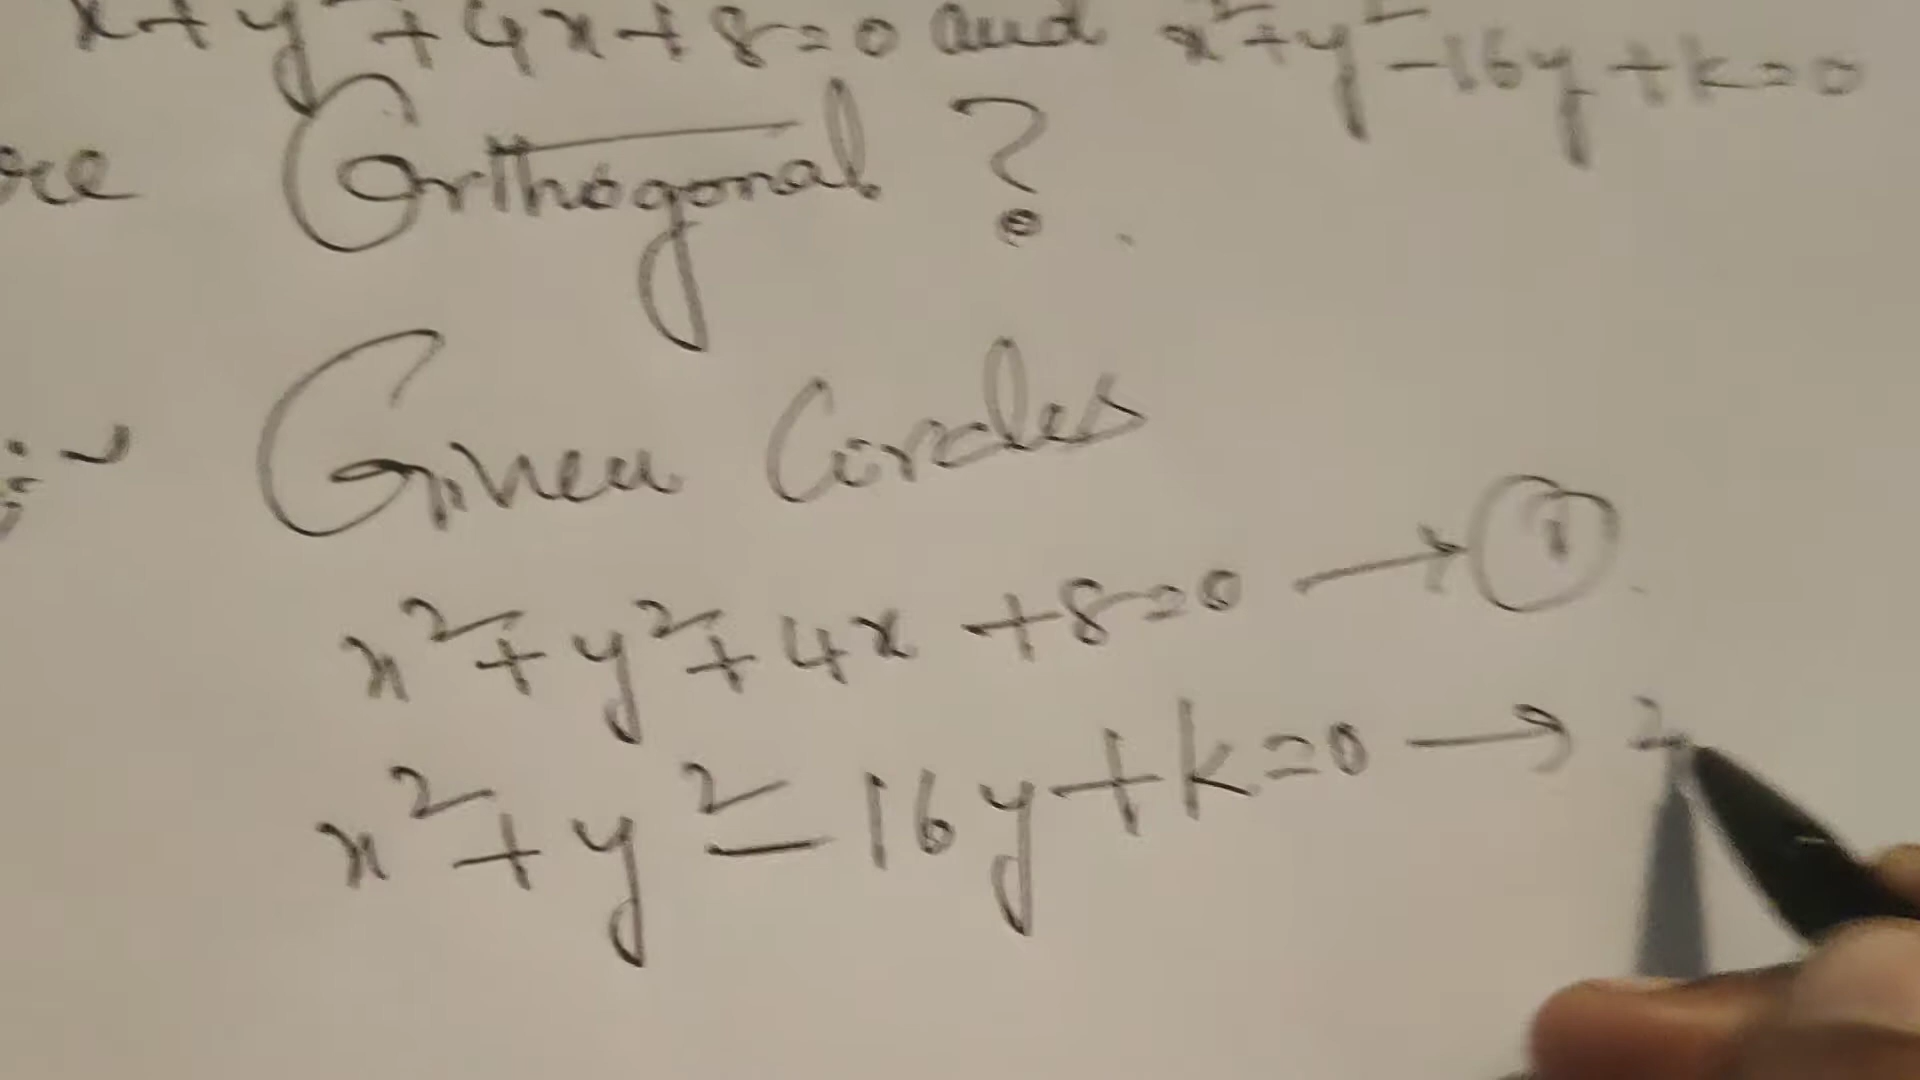 x+y²+4x+8=0 and x²+y²-16y+k=0
are Orthogonal ?
Given Circles
x²+y²+4x+8=0 → ①
x²+y²-16y+k=0 → 2